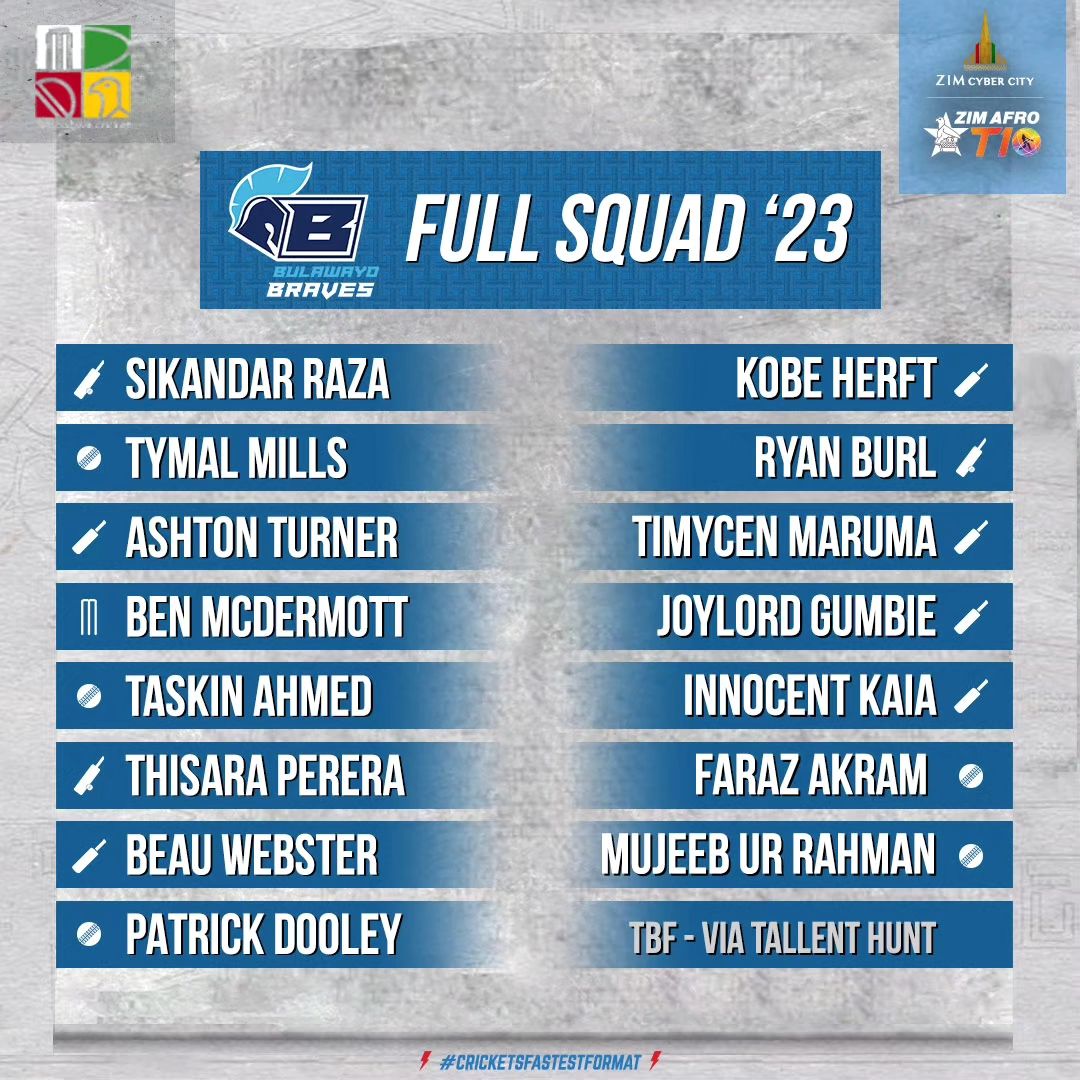 ZIM CYBER CITY
ZIM AFRO
T10
B
BULAWAYO
BRAVES
FULL SQUAD ‘23
SIKANDAR RAZA
TYMAL MILLS
ASHTON TURNER
BEN MCDERMOTT
TASKIN AHMED
THISARA PERERA
BEAU WEBSTER
PATRICK DOOLEY
KOBE HERFT
RYAN BURL
TIMYCEN MARUMA
JOYLORD GUMBIE
INNOCENT KAIA
FARAZ AKRAM
MUJEEB UR RAHMAN
TBF - VIA TALLENT HUNT
#CRICKETSFASTESTFORMAT